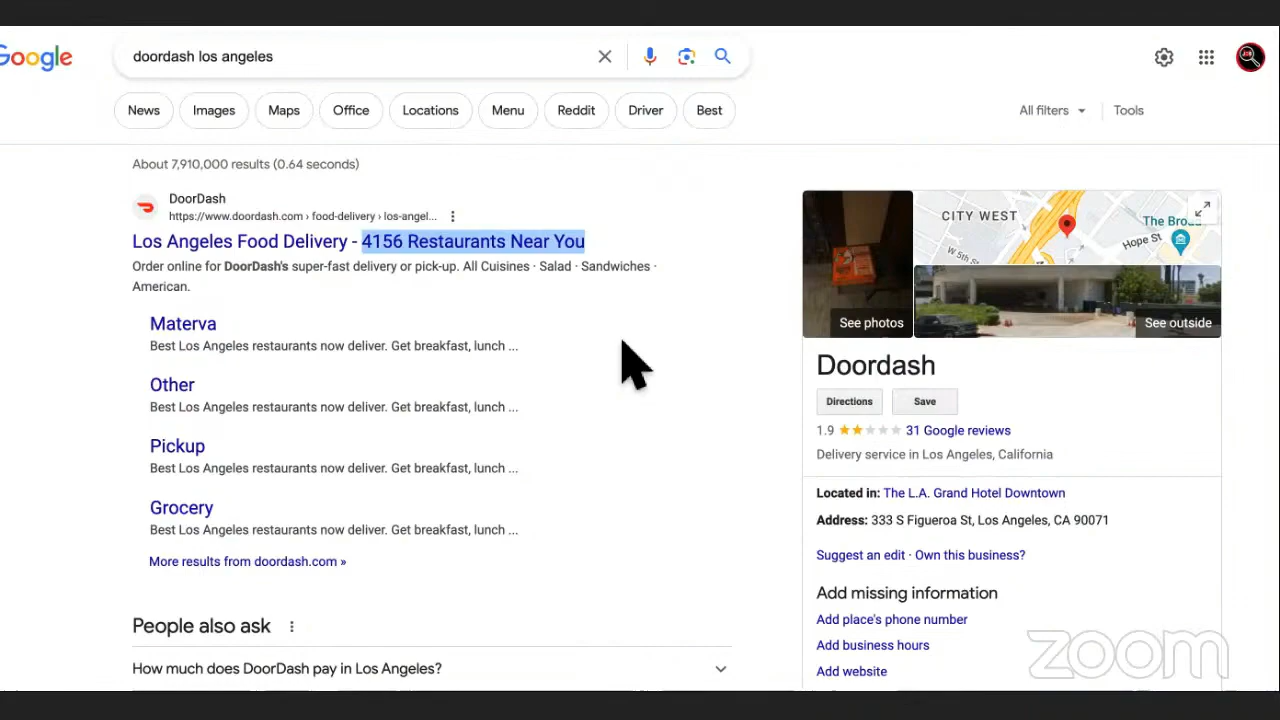 Google
doordash los angeles
News
Images
Maps
Office
Locations
Menu
Reddit
Driver
Best
All filters
Tools
About 7,910,000 results (0.64 seconds)
DoorDash
https://www.doordash.com › food-delivery › los-angel...
Los Angeles Food Delivery - 4156 Restaurants Near You
Order online for DoorDash's super-fast delivery or pick-up. All Cuisines · Salad · Sandwiches ·
American.
Materva
Best Los Angeles restaurants now deliver. Get breakfast, lunch ...
Other
Best Los Angeles restaurants now deliver. Get breakfast, lunch ...
Pickup
Best Los Angeles restaurants now deliver. Get breakfast, lunch ...
Grocery
Best Los Angeles restaurants now deliver. Get breakfast, lunch ...
More results from doordash.com »
People also ask
How much does DoorDash pay in Los Angeles?
CITY WEST
W 5th St
Hope St
The Broad
See photos
See outside
Doordash
Directions
Save
1.9 31 Google reviews
Delivery service in Los Angeles, California
Located in: The L.A. Grand Hotel Downtown
Address: 333 S Figueroa St, Los Angeles, CA 90071
Suggest an edit · Own this business?
Add missing information
Add place's phone number
Add business hours
Add website
zoom